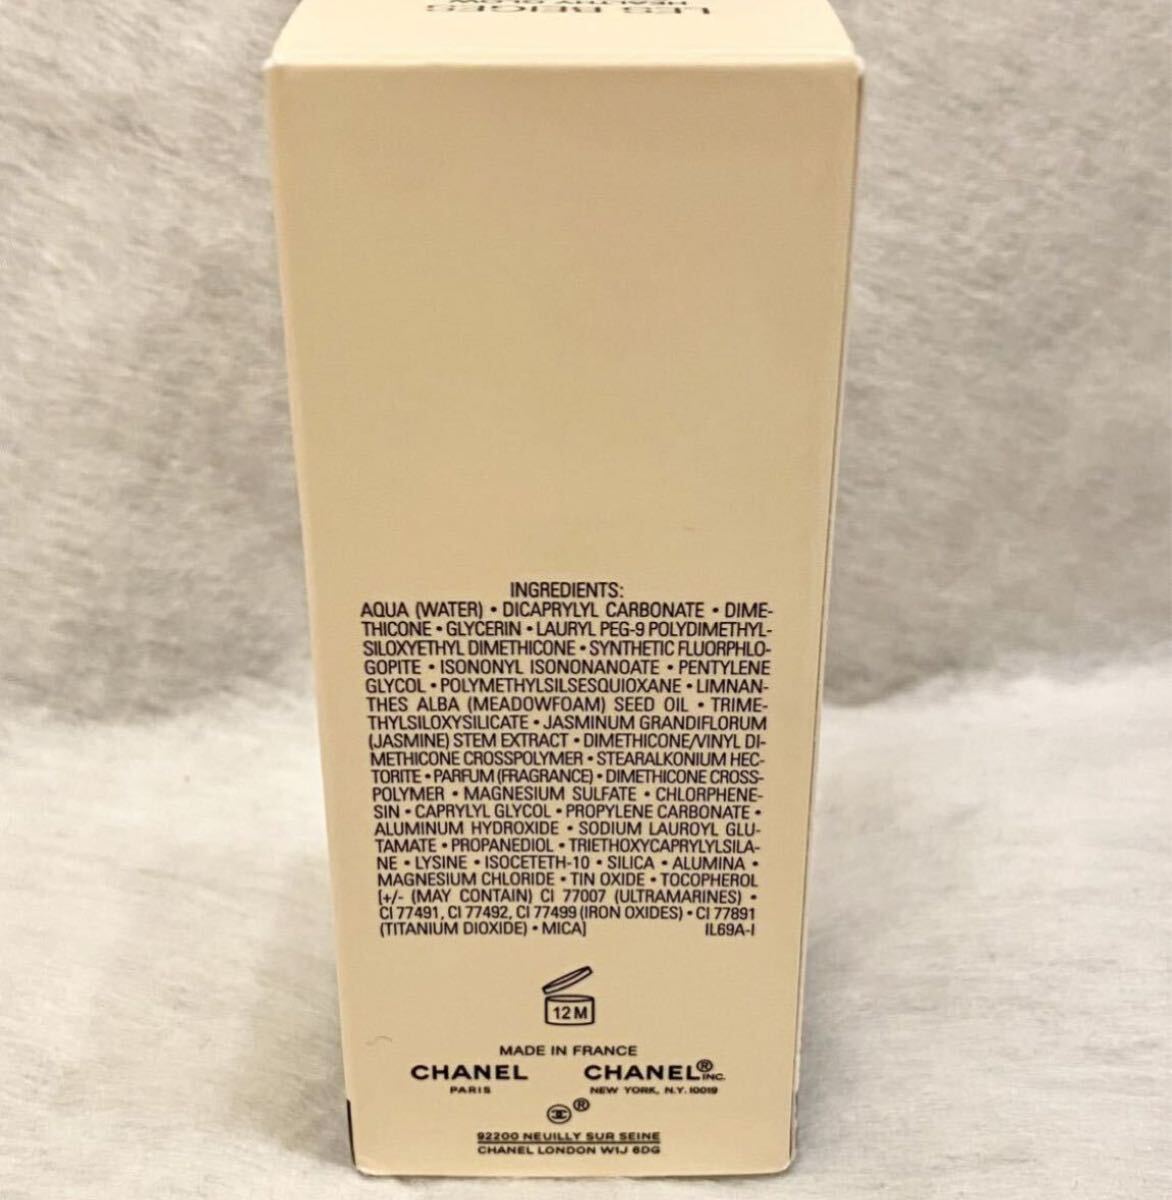 LES BEIGES
HEALTHY GLOW
INGREDIENTS:
AQUA (WATER) • DICAPRYLYL CARBONATE • DIME-
THICONE • GLYCERIN • LAURYL PEG-9 POLYDIMETHYL-
SILOXYETHYL DIMETHICONE • SYNTHETIC FLUORPHLO-
GOPITE • ISONONYL ISONONANOATE • PENTYLENE
GLYCOL • POLYMETHYLSILSESQUIOXANE • LIMNAN-
THES ALBA (MEADOWFOAM) SEED OIL • TRIME-
THYLSILOXYSILICATE • JASMINUM GRANDIFLORUM
(JASMINE) STEM EXTRACT • DIMETHICONE/VINYL DI-
METHICONE CROSSPOLYMER • STEARALKONIUM HEC-
TORITE • PARFUM (FRAGRANCE) • DIMETHICONE CROSS-
POLYMER • MAGNESIUM SULFATE • CHLORPHENE-
SIN • CAPRYLYL GLYCOL • PROPYLENE CARBONATE •
ALUMINUM HYDROXIDE • SODIUM LAUROYL GLU-
TAMATE • PROPANEDIOL • TRIETHOXYCAPRYLYLSILA-
NE • LYSINE • ISOCETETH-10 • SILICA • ALUMINA •
MAGNESIUM CHLORIDE • TIN OXIDE • TOCOPHEROL
[+/- (MAY CONTAIN) CI 77007 (ULTRAMARINES) •
CI 77491, CI 77492, CI 77499 (IRON OXIDES) • CI 77891
(TITANIUM DIOXIDE) • MICA] IL69A-I
12 M
MADE IN FRANCE
CHANEL CHANEL® INC.
PARIS NEW YORK, N.Y. 10019
®
92200 NEUILLY SUR SEINE
CHANEL LONDON W1J 6DG